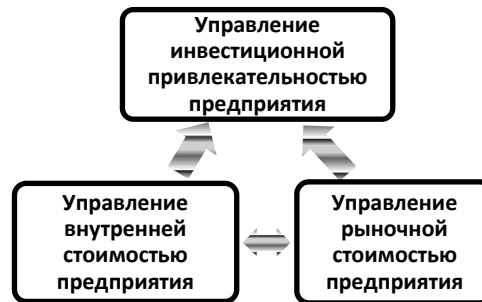 Управление
инвестиционной
привлекательностью
предприятия
Управление
внутренней
стоимостью
предприятия
Управление
рыночной
стоимостью
предприятия